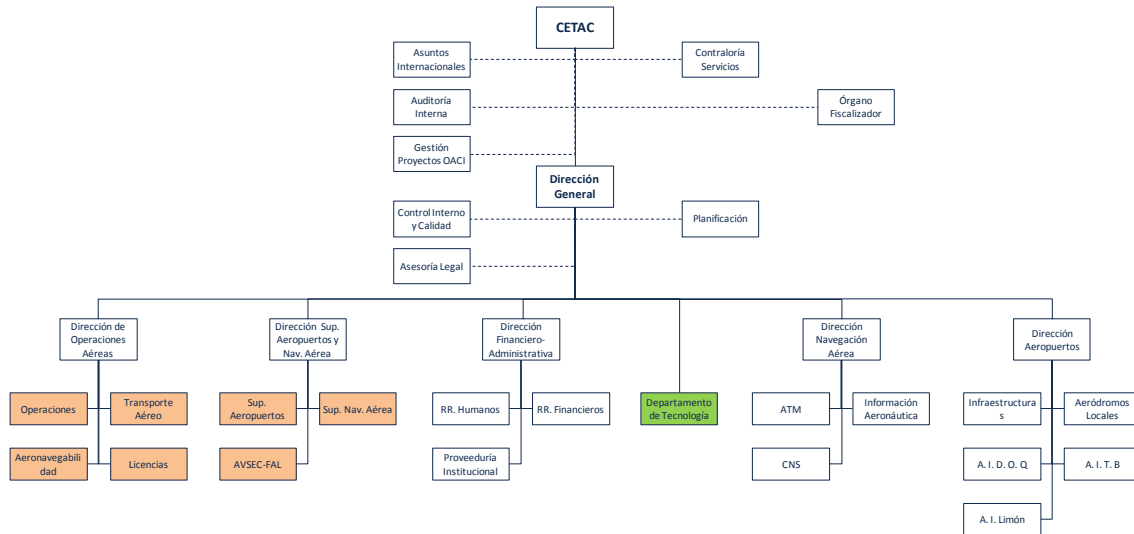 CETAC
Asuntos
Internacionales
Contraloría
Servicios
Auditoría
Interna
Órgano
Fiscalizador
Gestión
Proyectos OACI
Dirección
General
Control Interno
y Calidad
Planificación
Asesoría Legal
Dirección de
Operaciones
Aéreas
Dirección Sup.
Aeropuertos y
Nav. Aérea
Dirección
Financiero-
Administrativa
Dirección
Navegación
Aérea
Dirección
Aeropuertos
Operaciones
Transporte
Aéreo
Sup.
Aeropuertos
Sup. Nav. Aérea
RR. Humanos
RR. Financieros
Departamento
de Tecnología
ATM
Información
Aeronáutica
Infraestructura
s
Aeródromos
Locales
Aeronavegabili
dad
Licencias
AVSEC-FAL
Proveeduría
Institucional
CNS
A. I. D. O. Q
A. I. T. B
A. I. Limón